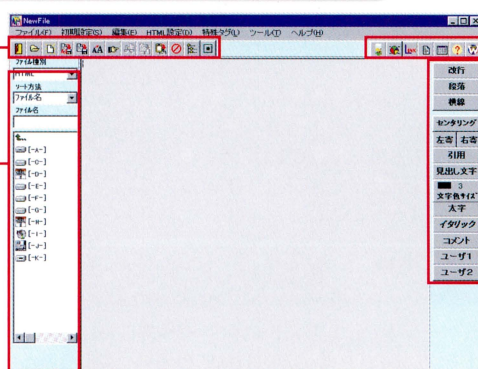 NewFile
ファイル(F) 初期設定(S) 編集(E) HTML設定(D) 特殊タグ(L) ツール(T) ヘルプ(H)
ファイル種別
HTML
ソート方法
ファイル名
ファイル名
[-A-]
[-C-]
[-D-]
[-E-]
[-F-]
[-G-]
[-H-]
[-I-]
[-J-]
[-K-]
改行
段落
横線
センタリング
左寄 右寄
引用
見出し文字
3
文字色サイズ
太字
イタリック
コメント
ユーザ1
ユーザ2